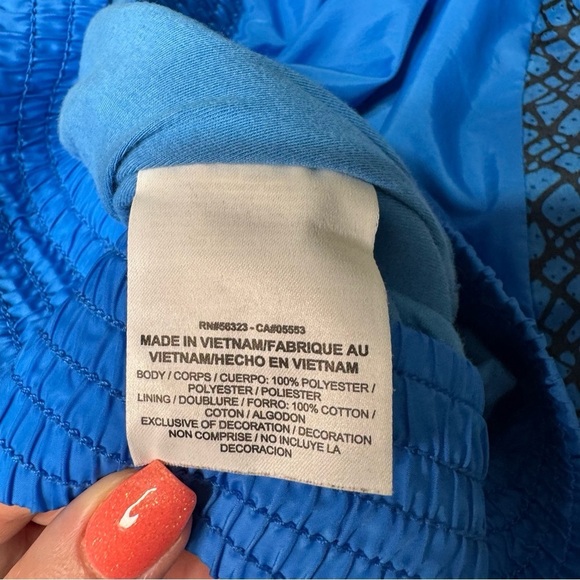 RN#56323 - CA#05553
MADE IN VIETNAM/FABRIQUE AU
VIETNAM/HECHO EN VIETNAM
BODY / CORPS / CUERPO: 100% POLYESTER /
POLYESTER / POLIESTER
LINING / DOUBLURE / FORRO: 100% COTTON /
COTON / ALGODON
EXCLUSIVE OF DECORATION / DECORATION
NON COMPRISE / NO INCLUYE LA
DECORACION